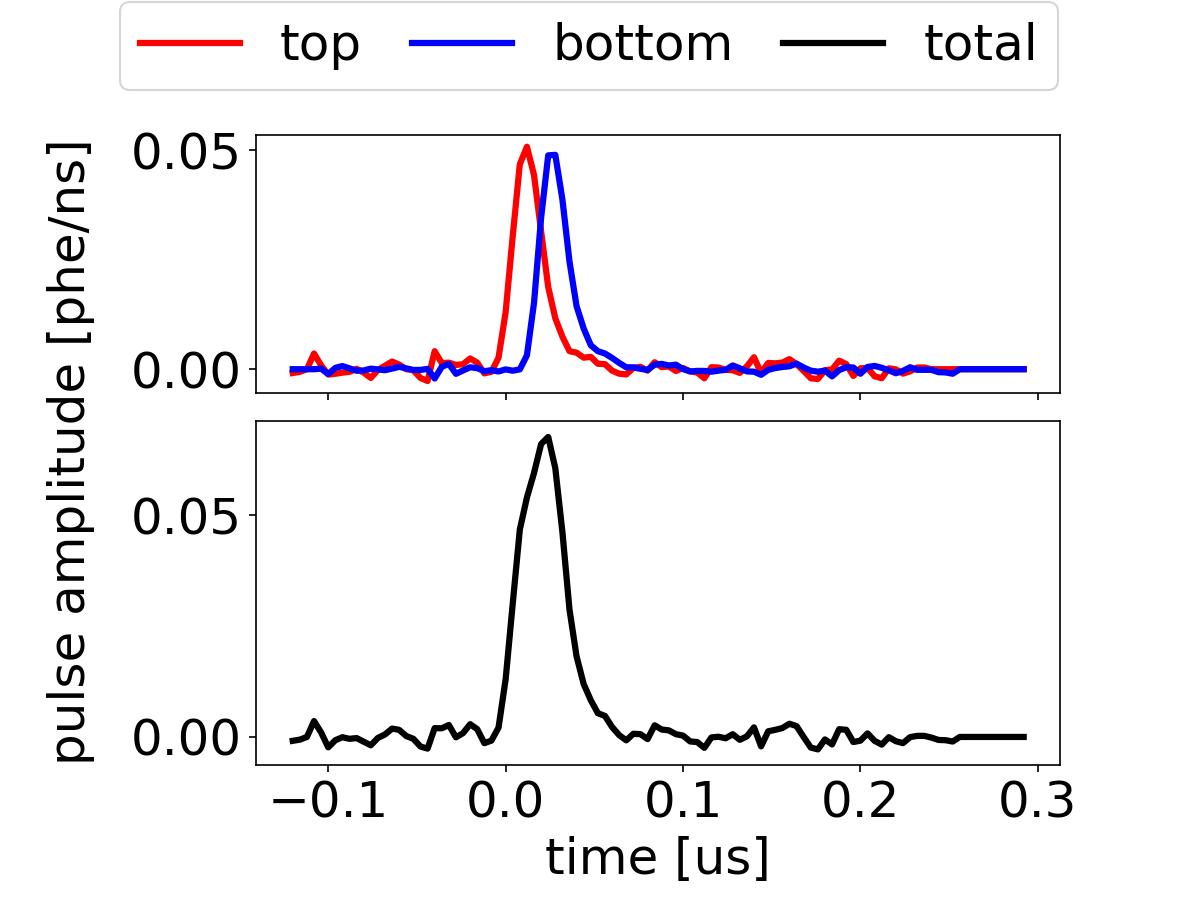 top bottom total
pulse amplitude [phe/ns]
0.05
0.00
0.05
0.00
−0.1 0.0 0.1 0.2 0.3
time [us]